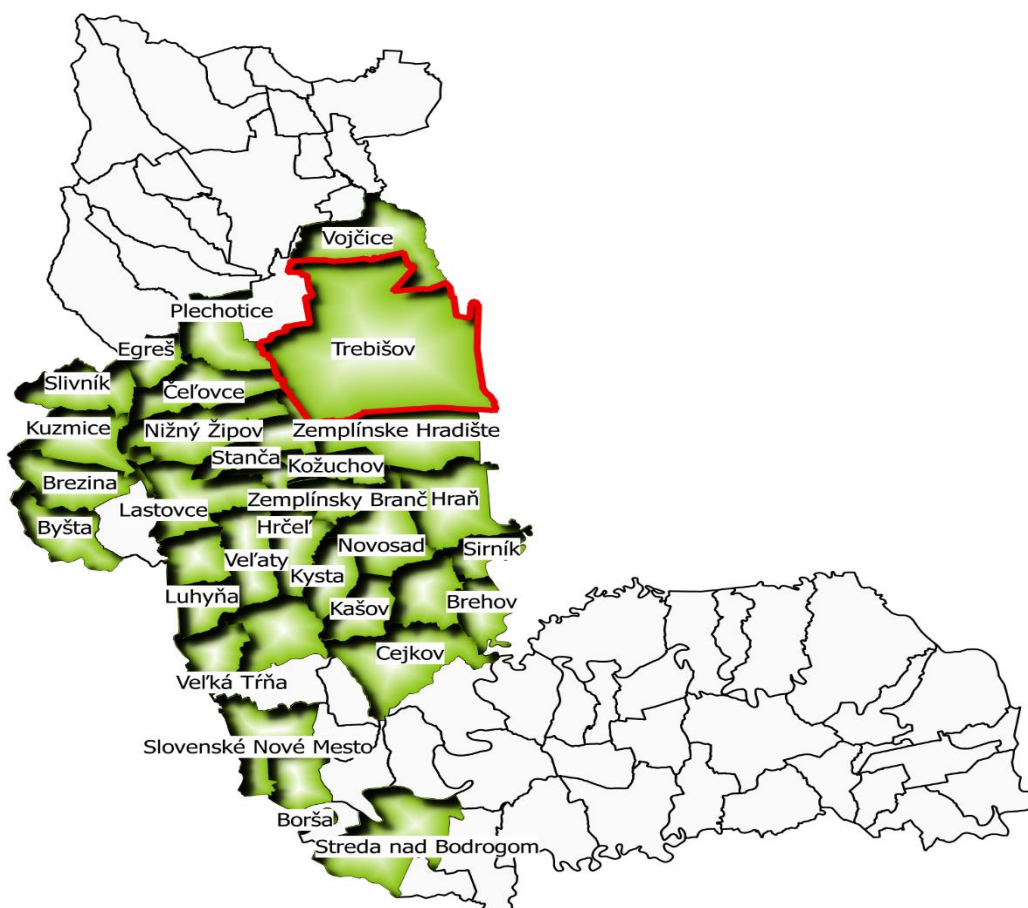 Vojčice
Plechotice
Trebišov
Egreš
Slivník
Čeľovce
Kuzmice
Nižný Žipov
Zemplínske Hradište
Stanča
Kožuchov
Brezina
Lastovce
Zemplínsky Branč
Hraň
Byšta
Hrčeľ
Novosad
Sirník
Veľaty
Kysta
Luhyňa
Kašov
Brehov
Cejkov
Veľká Tŕňa
Slovenské Nové Mesto
Borša
Streda nad Bodrogom